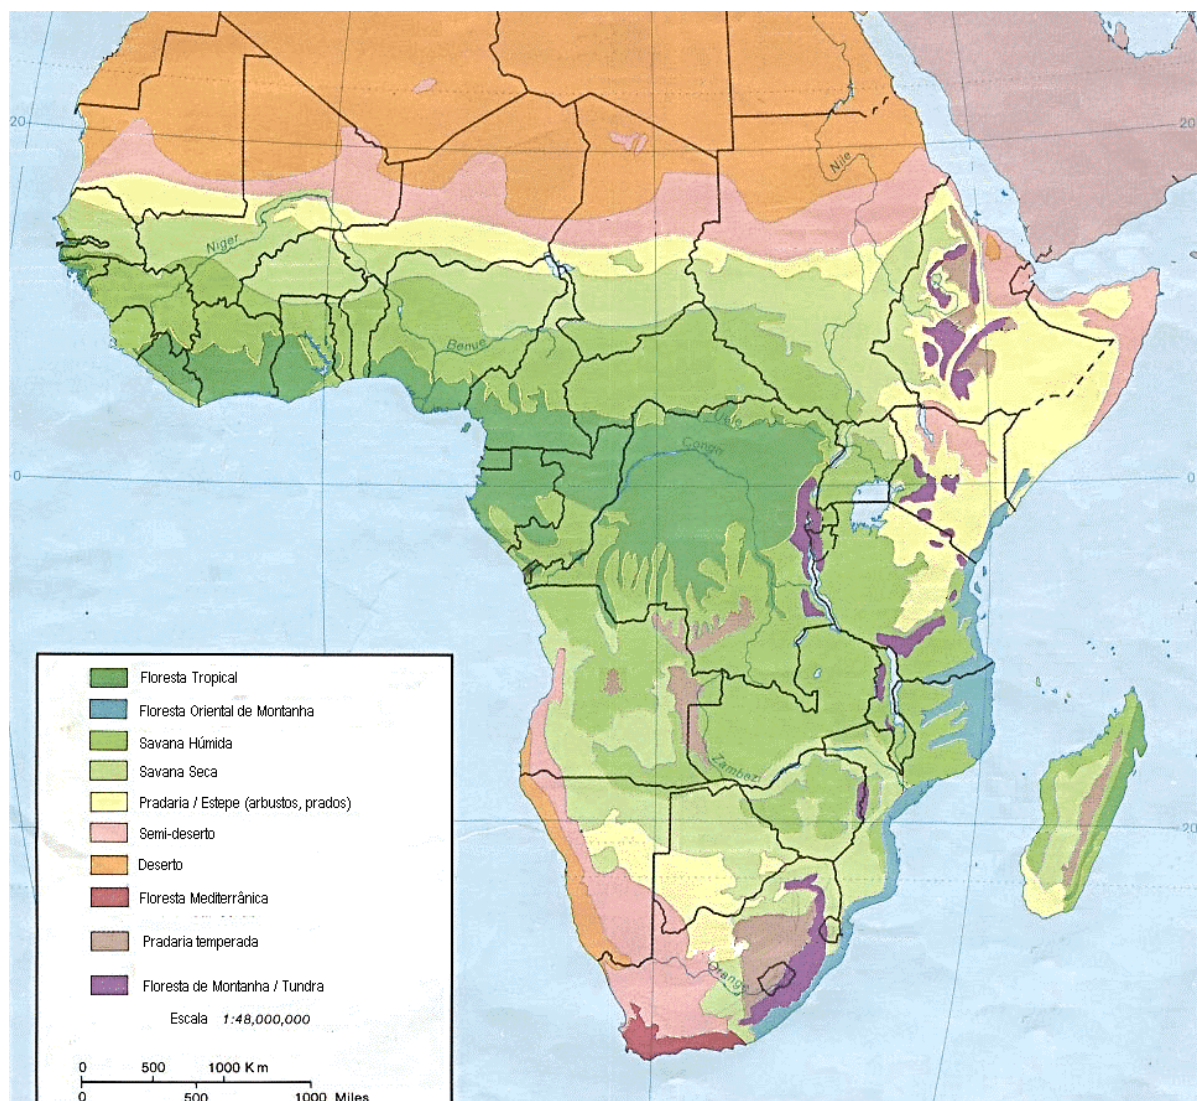 20
20
Nile
Niger
Benue
Uele
Congo
0
0
Zambezi
20
Orange
Floresta Tropical
Floresta Oriental de Montanha
Savana Húmida
Savana Seca
Pradaria / Estepe (arbustos, prados)
Semi-deserto
Deserto
Floresta Mediterrânica
Pradaria temperada
Floresta de Montanha / Tundra
Escala 1:48,000,000
0 500 1000 Km
0 500 1000 Miles